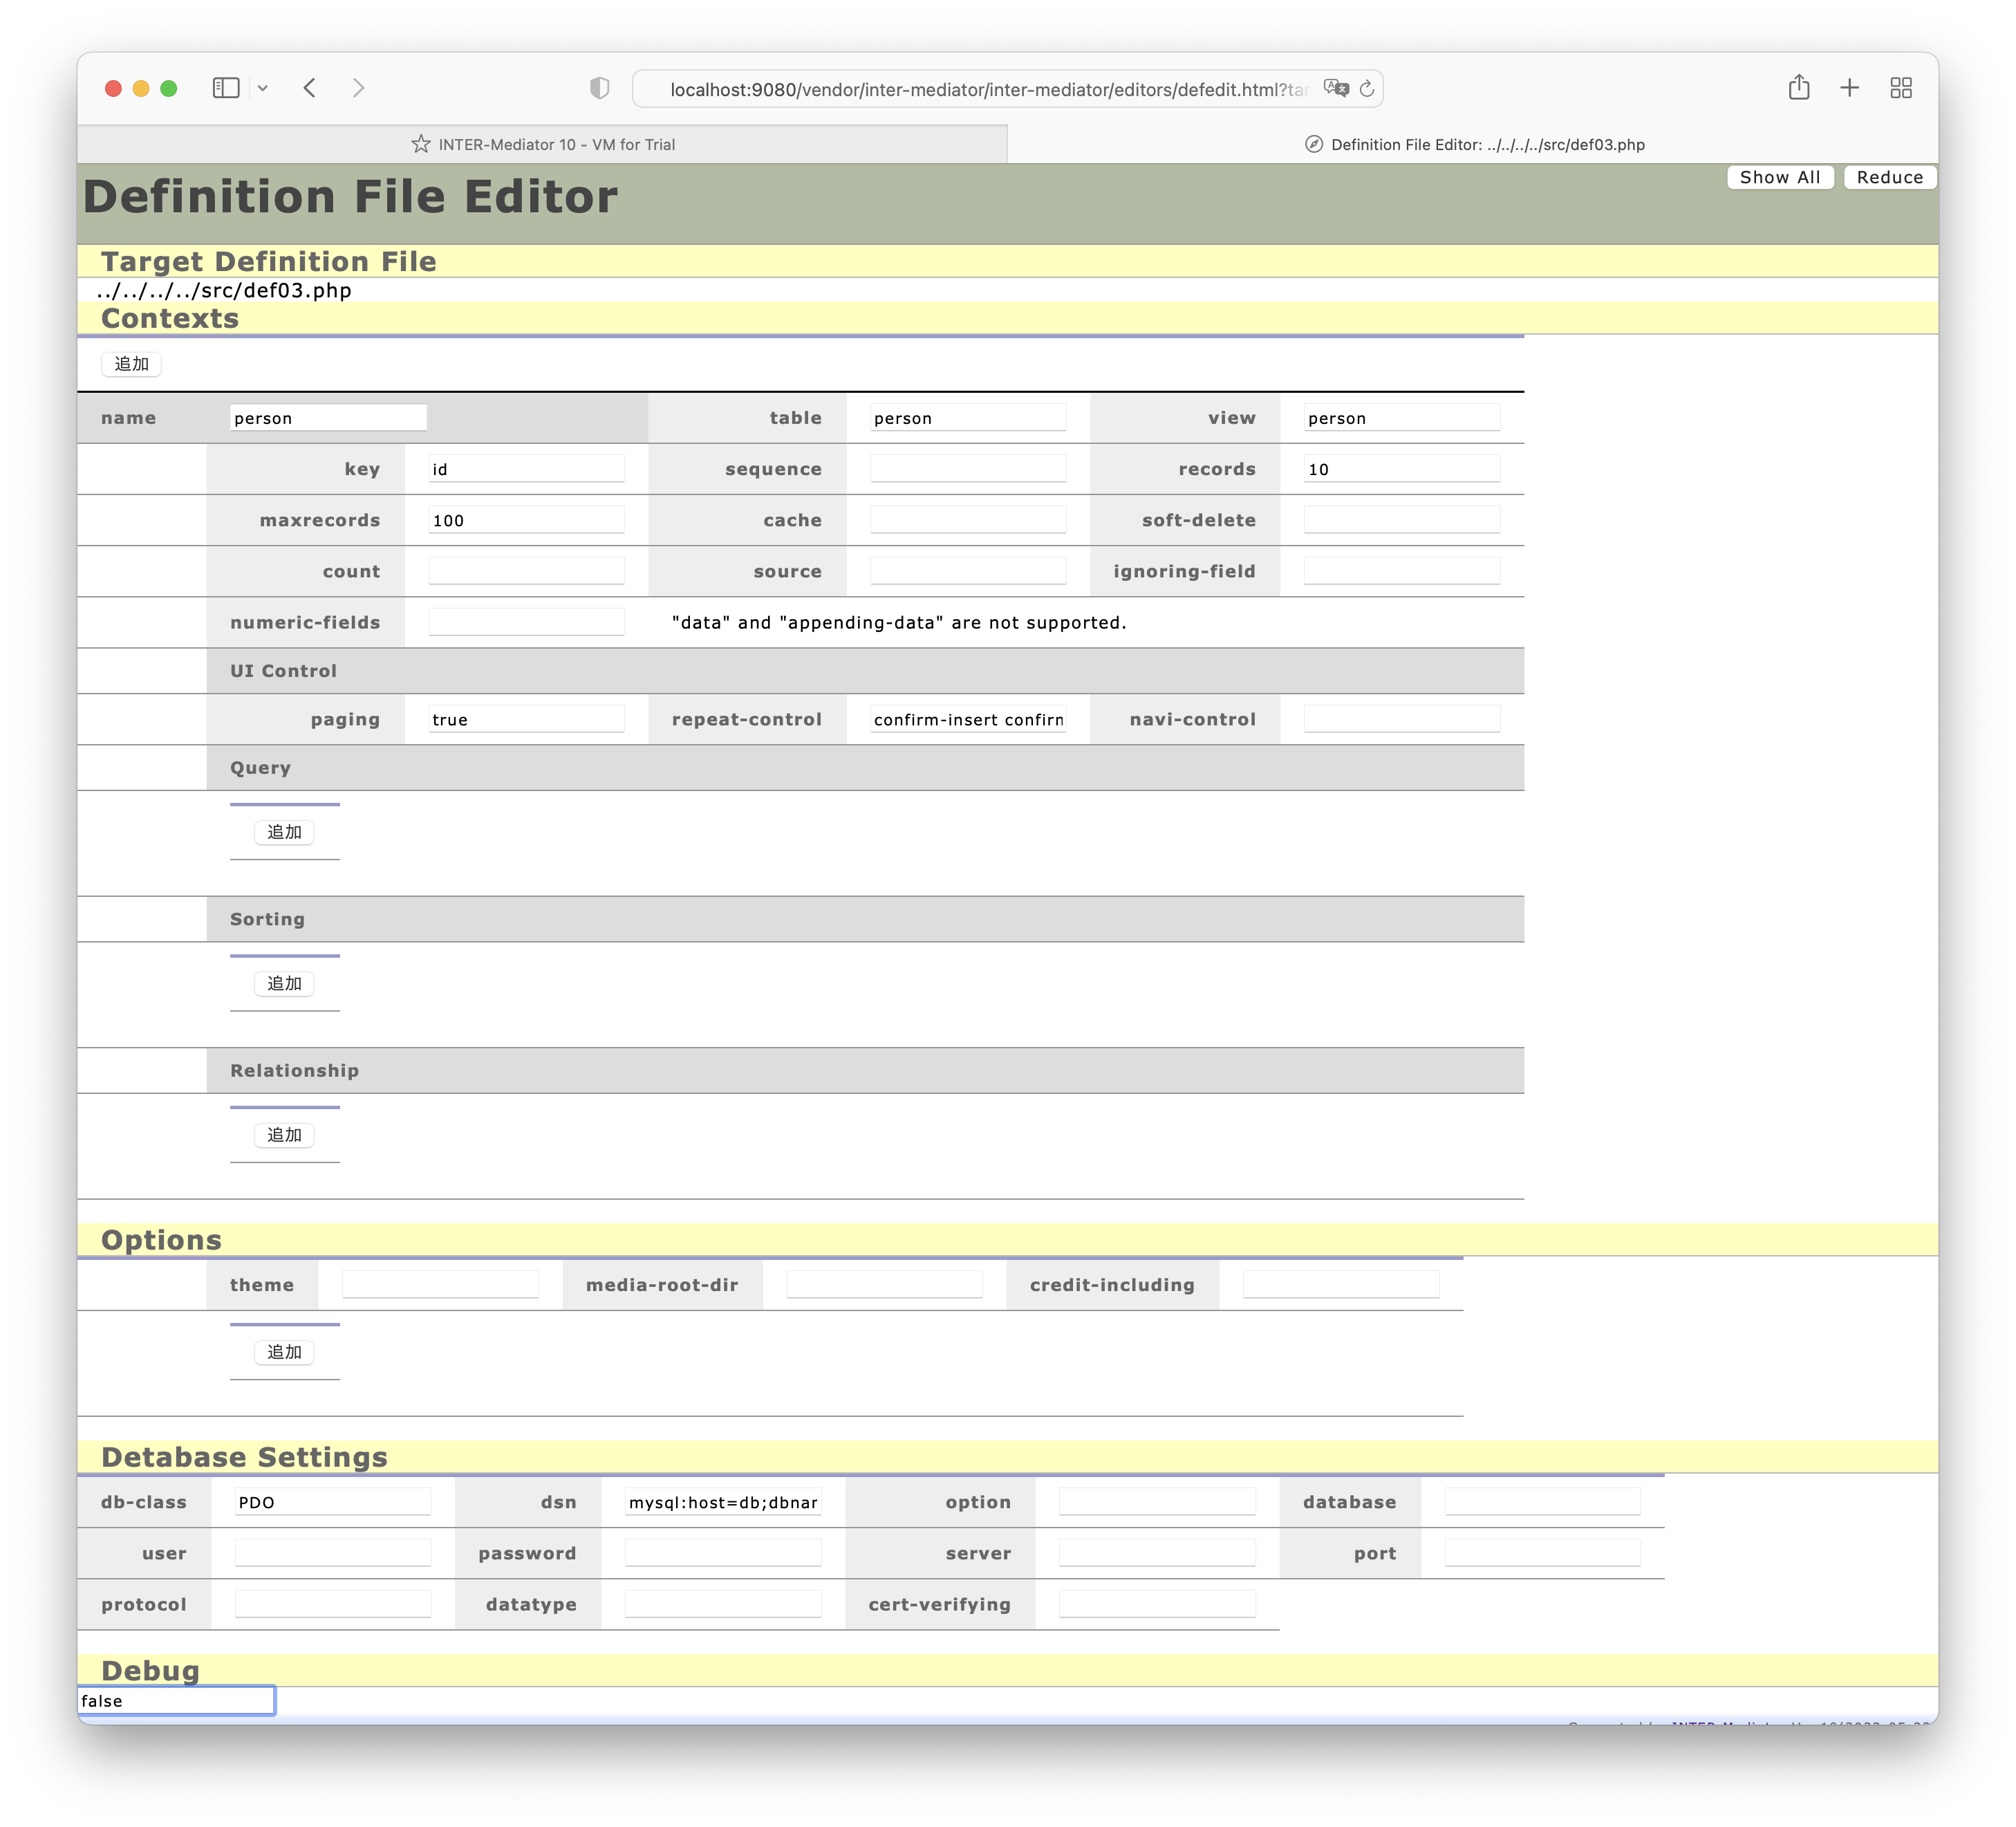 localhost:9080/vendor/inter-mediator/inter-mediator/editors/defedit.html?tar
INTER-Mediator 10 - VM for Trial
Definition File Editor: ../../../../src/def03.php
Definition File Editor
Show All Reduce
Target Definition File
../../../../src/def03.php
Contexts
追加
name person table person view person
key id sequence records 10
maxrecords 100 cache soft-delete
count source ignoring-field
numeric-fields "data" and "appending-data" are not supported.
UI Control
paging true repeat-control confirm-insert confirm navi-control
Query
追加
Sorting
追加
Relationship
追加
Options
theme media-root-dir credit-including
追加
Detabase Settings
db-class PDO dsn mysql:host=db;dbnar option database
user password server port
protocol datatype cert-verifying
Debug
false